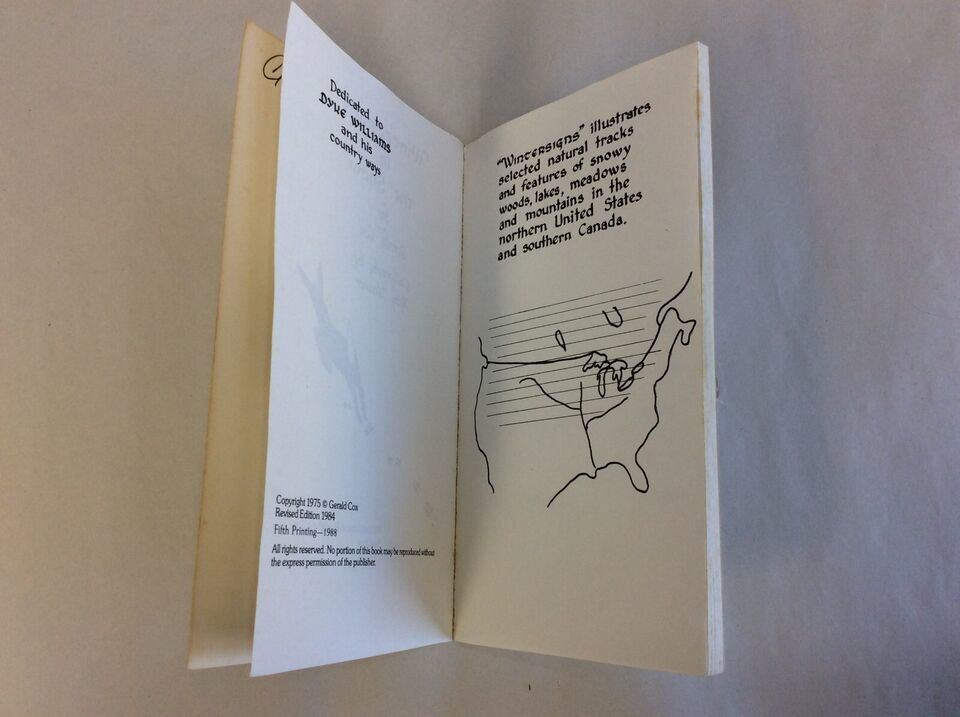 Dedicated to
DYKE WILLIAMS
and his
country ways
Copyright 1975 © Gerald Cox
Revised Edition 1984
Fifth Printing—1988
All rights reserved. No portion of this book may be reproduced without
the express permission of the publisher.
"WINTERSIGNS" illustrates
selected natural tracks
and features of snowy
woods, lakes, meadows
and mountains in the
northern United States
and southern Canada.